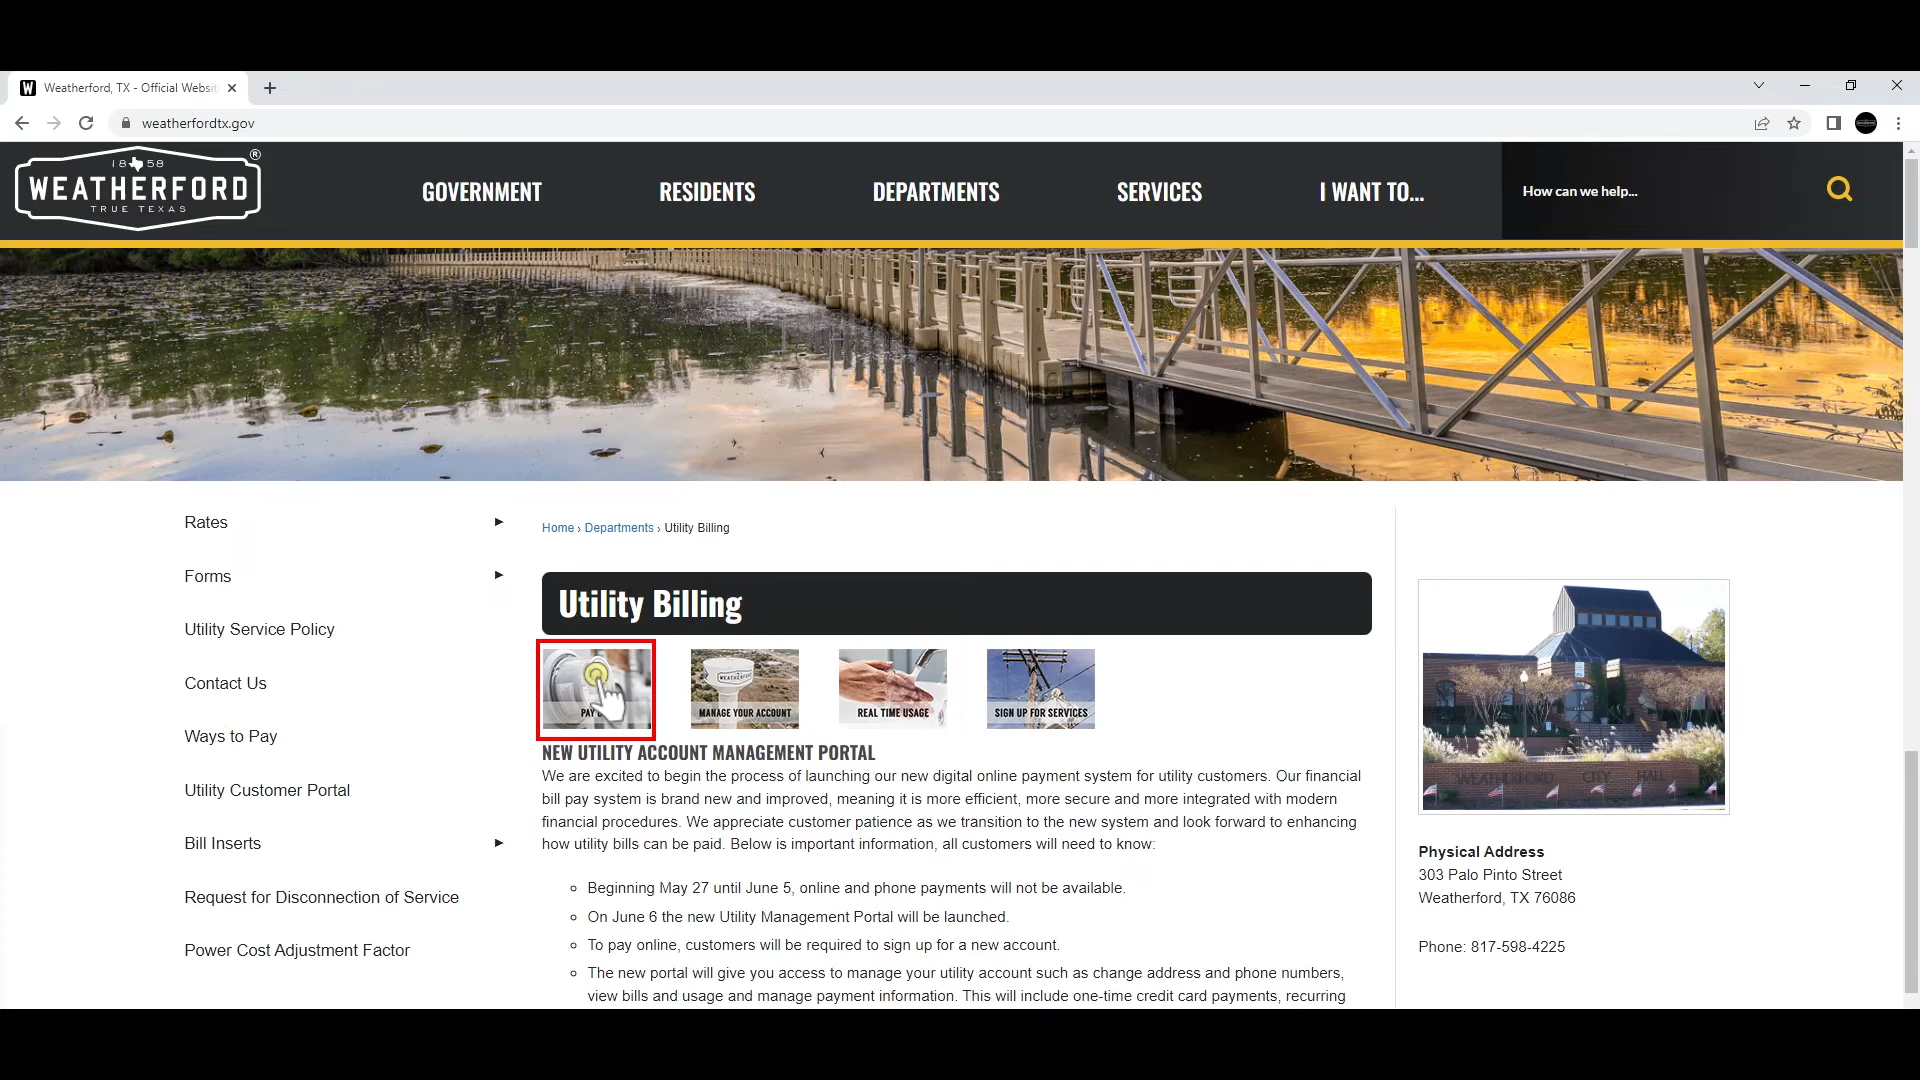 Weatherford, TX - Official Websit
weatherfordtx.gov
1858
WEATHERFORD
TRUE TEXAS
®
GOVERNMENT
RESIDENTS
DEPARTMENTS
SERVICES
I WANT TO...
How can we help...
Rates
Forms
Utility Service Policy
Contact Us
Ways to Pay
Utility Customer Portal
Bill Inserts
Request for Disconnection of Service
Power Cost Adjustment Factor
Home › Departments › Utility Billing
Utility Billing
PAY
WEATHERFORD
MANAGE YOUR ACCOUNT
REAL TIME USAGE
SIGN UP FOR SERVICES
NEW UTILITY ACCOUNT MANAGEMENT PORTAL
We are excited to begin the process of launching our new digital online payment system for utility customers. Our financial
bill pay system is brand new and improved, meaning it is more efficient, more secure and more integrated with modern
financial procedures. We appreciate customer patience as we transition to the new system and look forward to enhancing
how utility bills can be paid. Below is important information, all customers will need to know:
Beginning May 27 until June 5, online and phone payments will not be available.
On June 6 the new Utility Management Portal will be launched.
To pay online, customers will be required to sign up for a new account.
The new portal will give you access to manage your utility account such as change address and phone numbers,
view bills and usage and manage payment information. This will include one-time credit card payments, recurring
WEATHERFORD CITY HALL
Physical Address
303 Palo Pinto Street
Weatherford, TX 76086
Phone: 817-598-4225